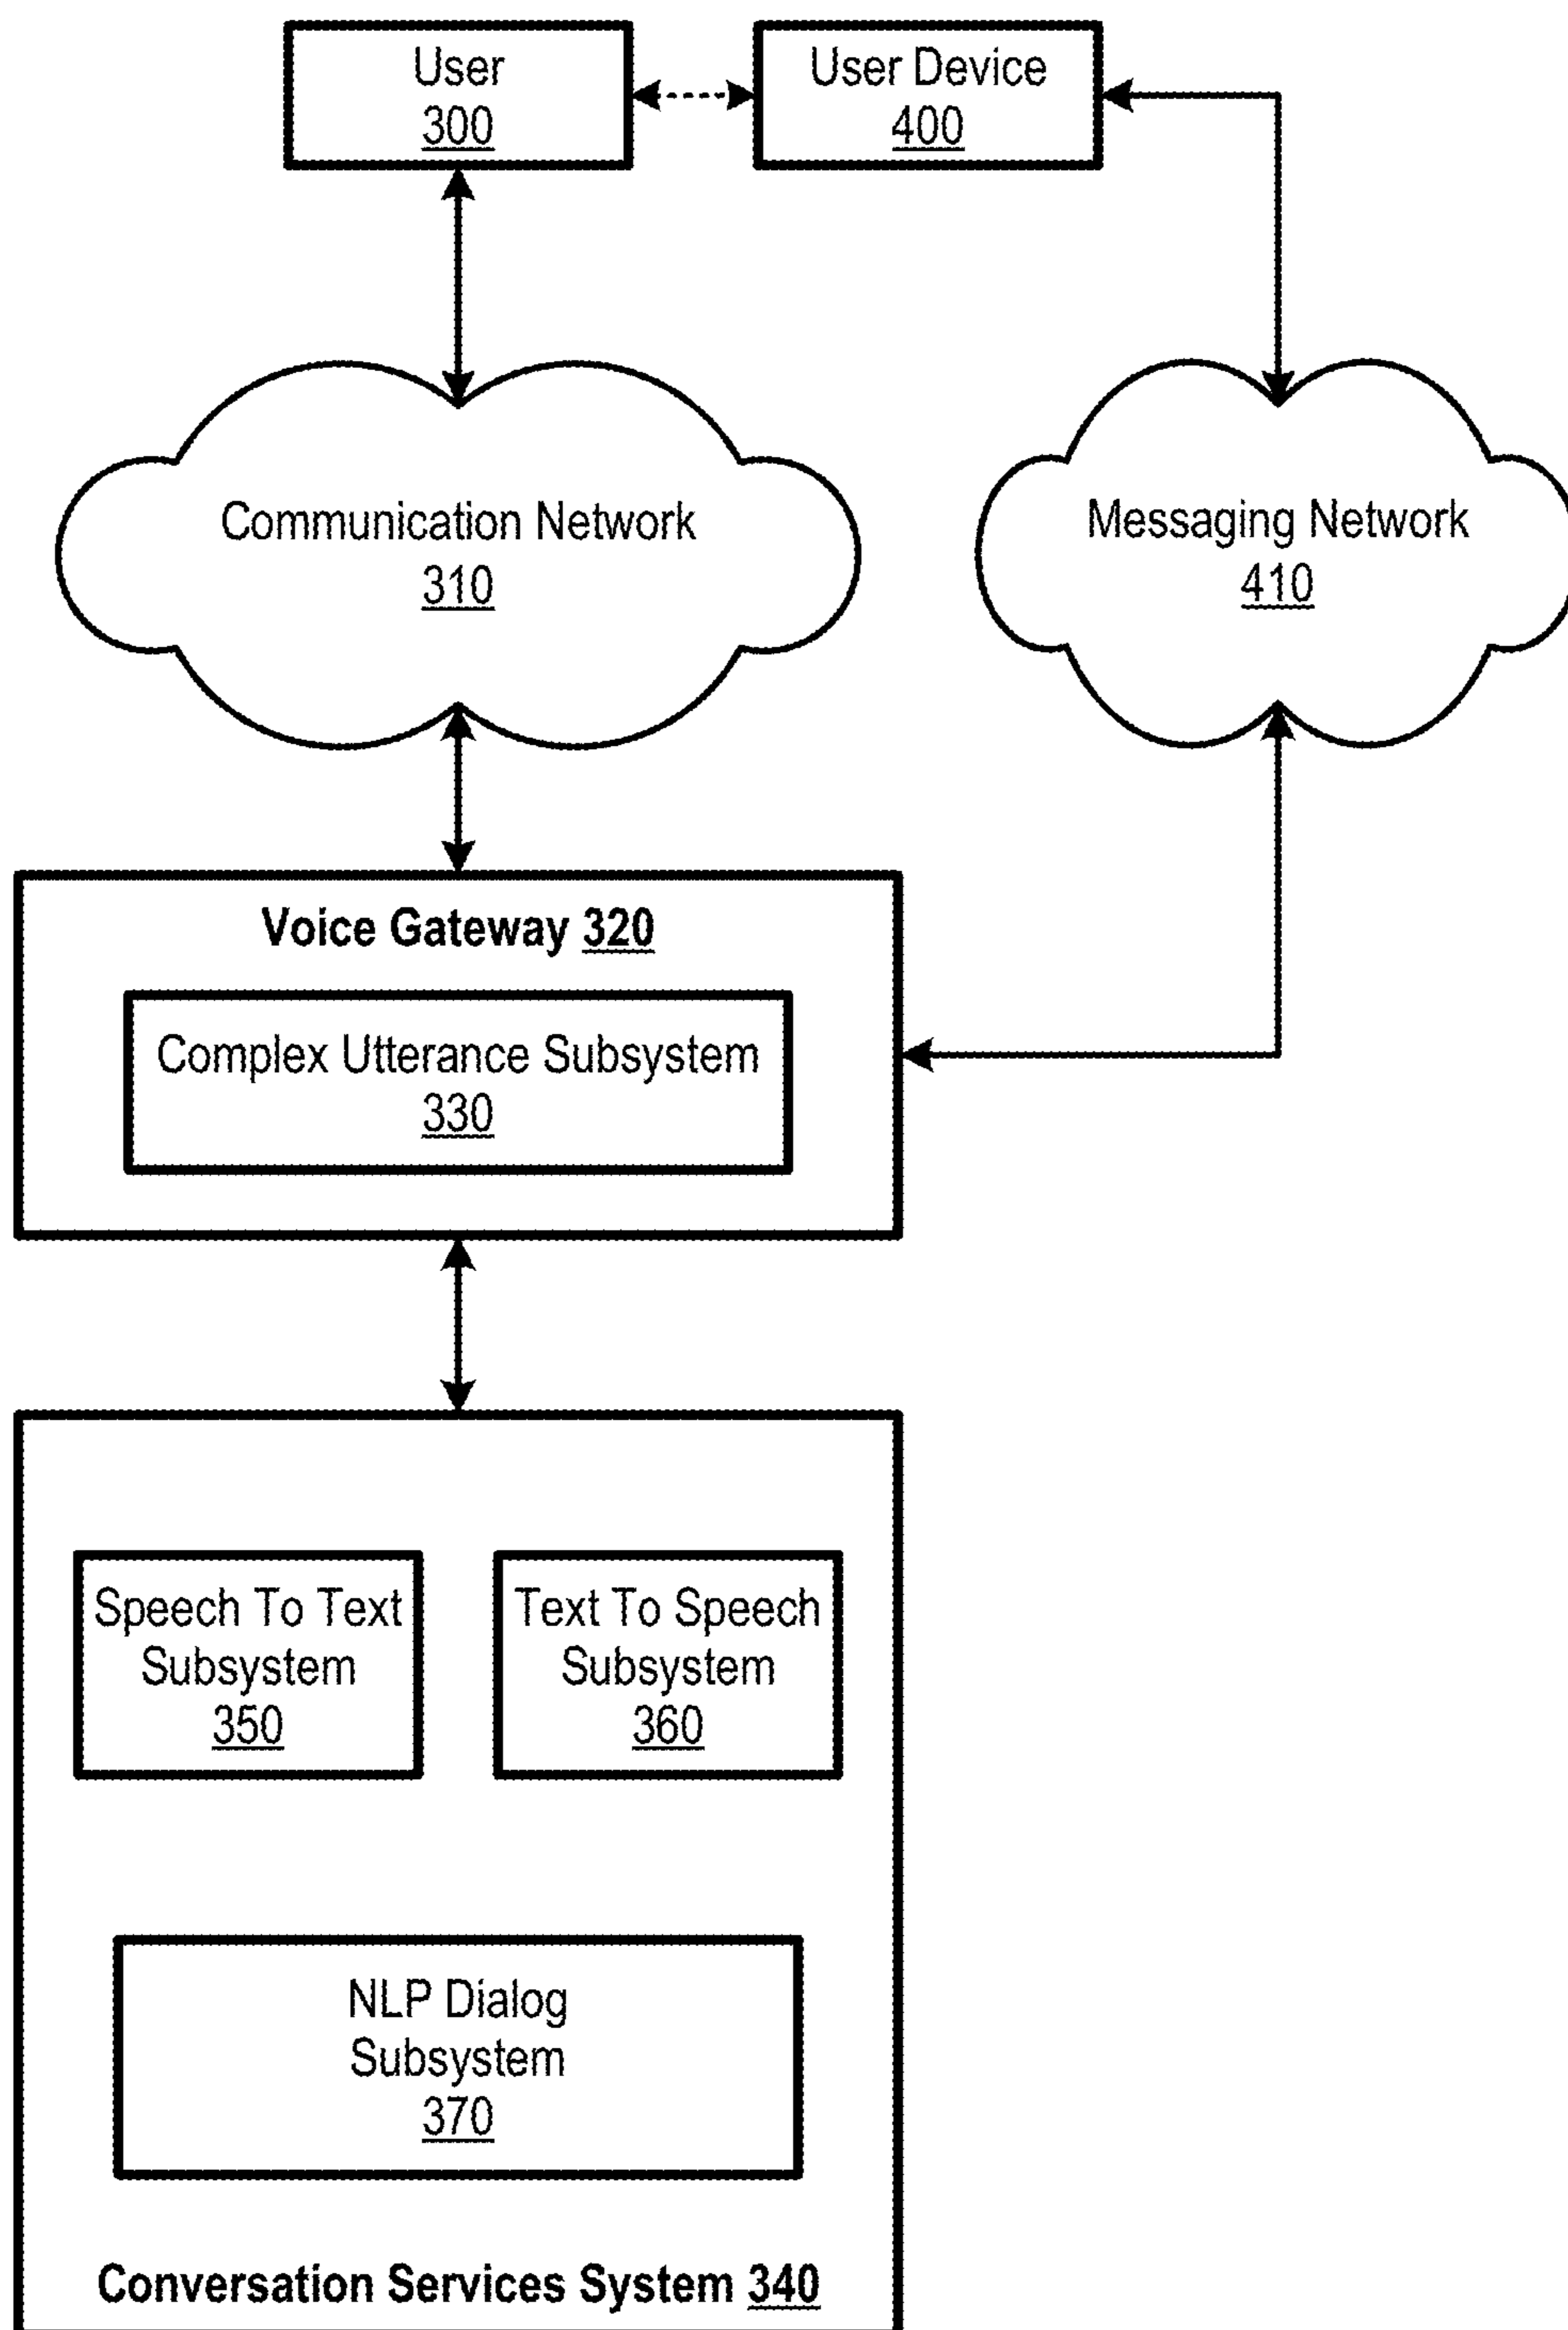 User
300
User Device
400
Communication Network
310
Messaging Network
410
Voice Gateway 320
Complex Utterance Subsystem
330
Speech To Text
Subsystem
350
Text To Speech
Subsystem
360
NLP Dialog
Subsystem
370
Conversation Services System 340